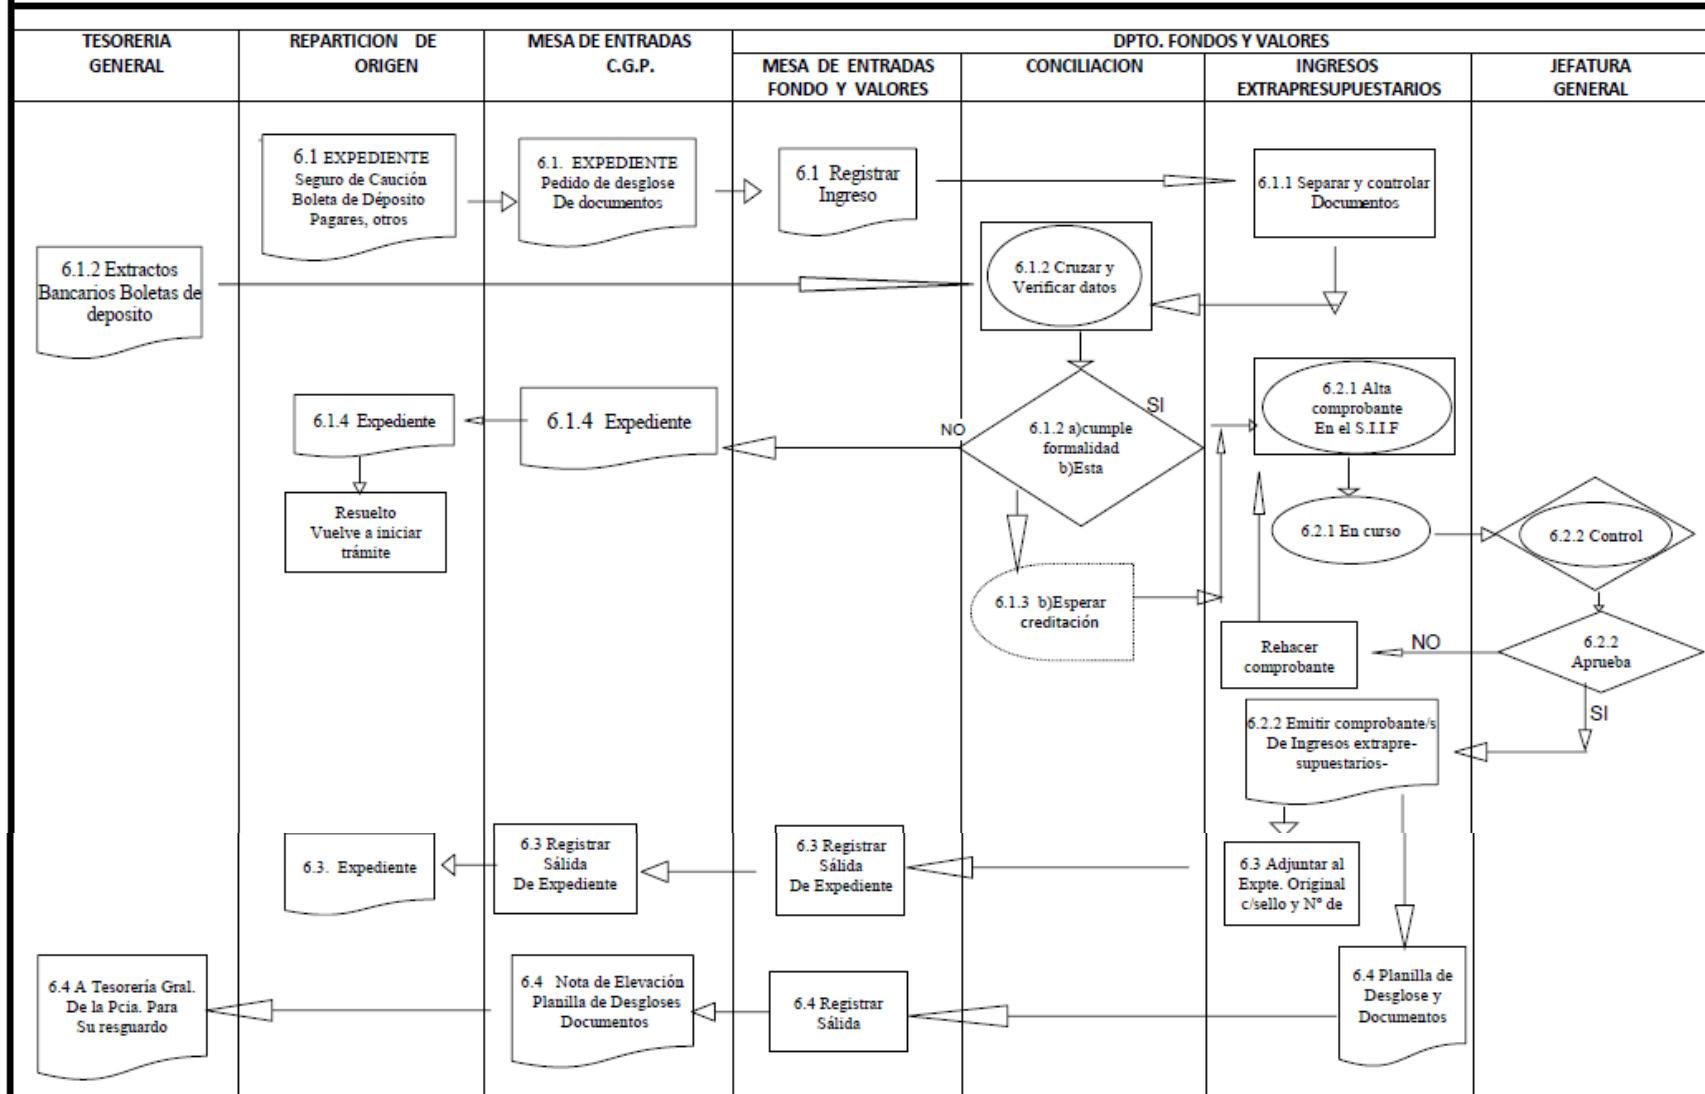 TESORERIA
GENERAL
REPARTICION DE
ORIGEN
MESA DE ENTRADAS
C.G.P.
DPTO. FONDOS Y VALORES
MESA DE ENTRADAS
FONDO Y VALORES
CONCILIACION
INGRESOS
EXTRAPRESUPUESTARIOS
JEFATURA
GENERAL
6.1 EXPEDIENTE
Seguro de Caución
Boleta de Déposito
Pagares, otros
6.1. EXPEDIENTE
Pedido de desglose
De documentos
6.1 Registrar
Ingreso
6.1.1 Separar y controlar
Documentos
6.1.2 Extractos
Bancarios Boletas de
deposito
6.1.2 Cruzar y
Verificar datos
6.1.4 Expediente
6.1.4 Expediente
NO
6.1.2 a)cumple
formalidad
b)Esta
SI
6.2.1 Alta
comprobante
En el S.I.I.F
Resuelto
Vuelve a iniciar
trámite
6.2.1 En curso
6.2.2 Control
6.1.3 b)Esperar
creditación
Rehacer
comprobante
NO
6.2.2
Aprueba
SI
6.2.2 Emitir comprobante/s
De Ingresos extrapre-
supuestarios-
6.3. Expediente
6.3 Registrar
Sálida
De Expediente
6.3 Registrar
Sálida
De Expediente
6.3 Adjuntar al
Expte. Original
c/sello y Nº de
6.4 A Tesorería Gral.
De la Pcia. Para
Su resguardo
6.4 Nota de Elevación
Planilla de Desgloses
Documentos
6.4 Registrar
Sálida
6.4 Planilla de
Desglose y
Documentos